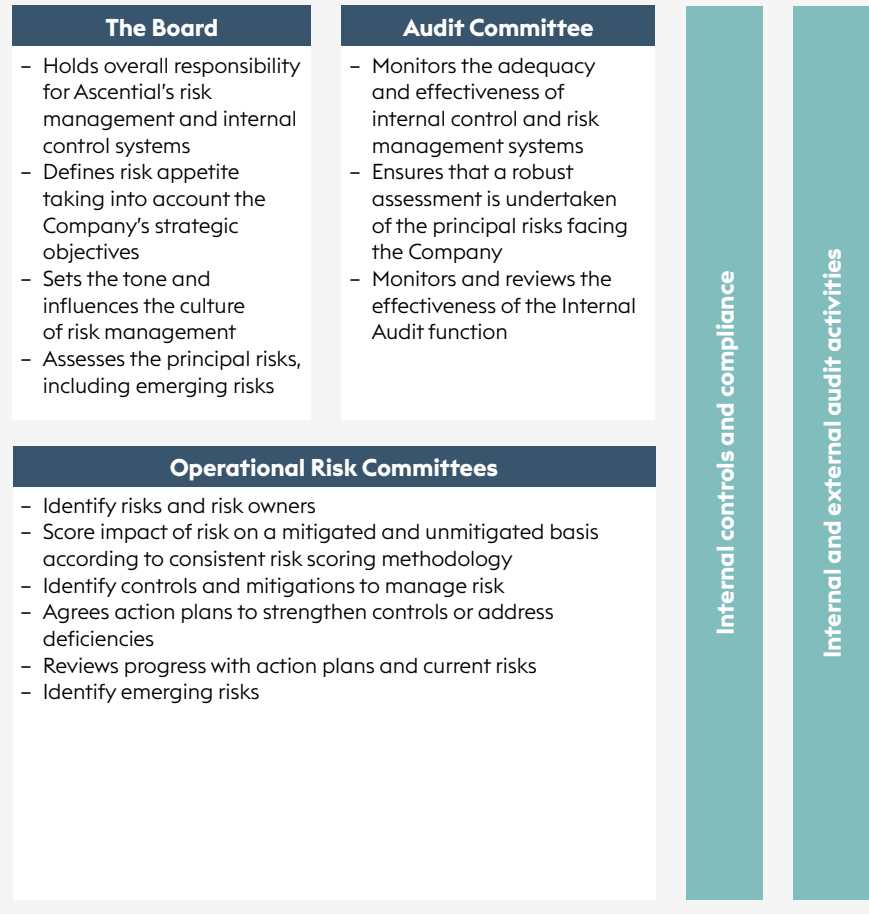 The Board
– Holds overall responsibility
for Ascential's risk
management and internal
control systems
– Defines risk appetite
taking into account the
Company's strategic
objectives
– Sets the tone and
influences the culture
of risk management
– Assesses the principal risks,
including emerging risks
Audit Committee
– Monitors the adequacy
and effectiveness of
internal control and risk
management systems
– Ensures that a robust
assessment is undertaken
of the principal risks facing
the Company
– Monitors and reviews the
effectiveness of the Internal
Audit function
Operational Risk Committees
– Identify risks and risk owners
– Score impact of risk on a mitigated and unmitigated basis
according to consistent risk scoring methodology
– Identify controls and mitigations to manage risk
– Agrees action plans to strengthen controls or address
deficiencies
– Reviews progress with action plans and current risks
– Identify emerging risks
Internal controls and compliance
Internal and external audit activities